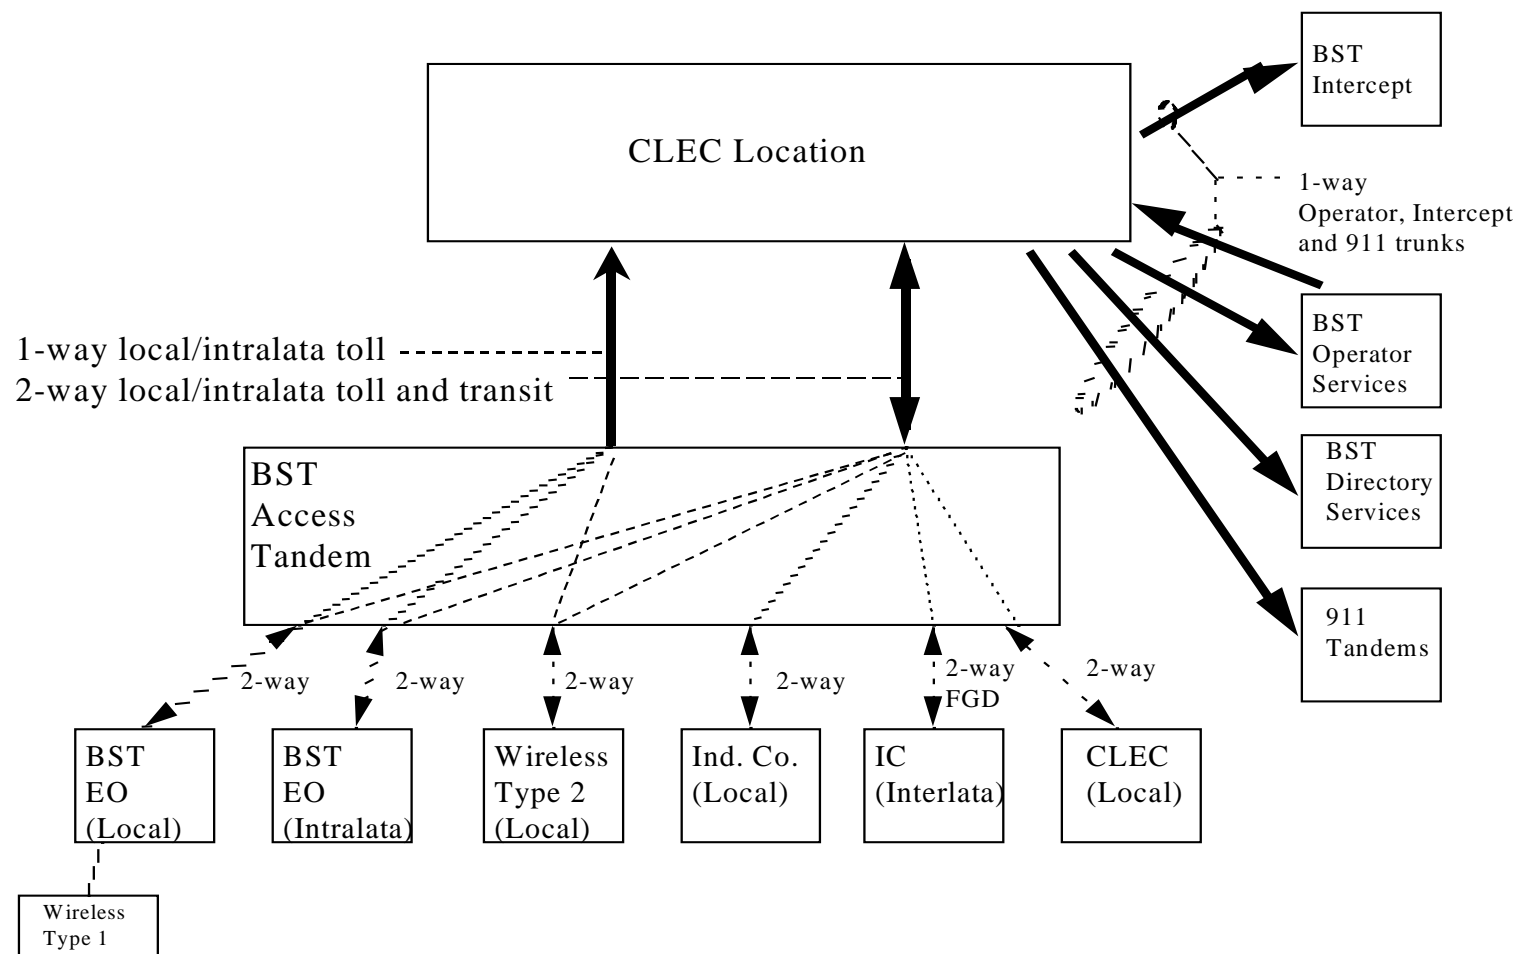 BST
Intercept
CLEC Location
1-way
Operator, Intercept
and 911 trunks
BST
Operator
Services
1-way local/intralata toll
2-way local/intralata toll and transit
BST
Directory
Services
BST
Access
Tandem
911
Tandems
2-way
2-way
2-way
2-way
2-way
FGD
2-way
BST
EO
(Local)
BST
EO
(Intralata)
Wireless
Type 2
(Local)
Ind. Co.
(Local)
IC
(Interlata)
CLEC
(Local)
Wireless
Type 1